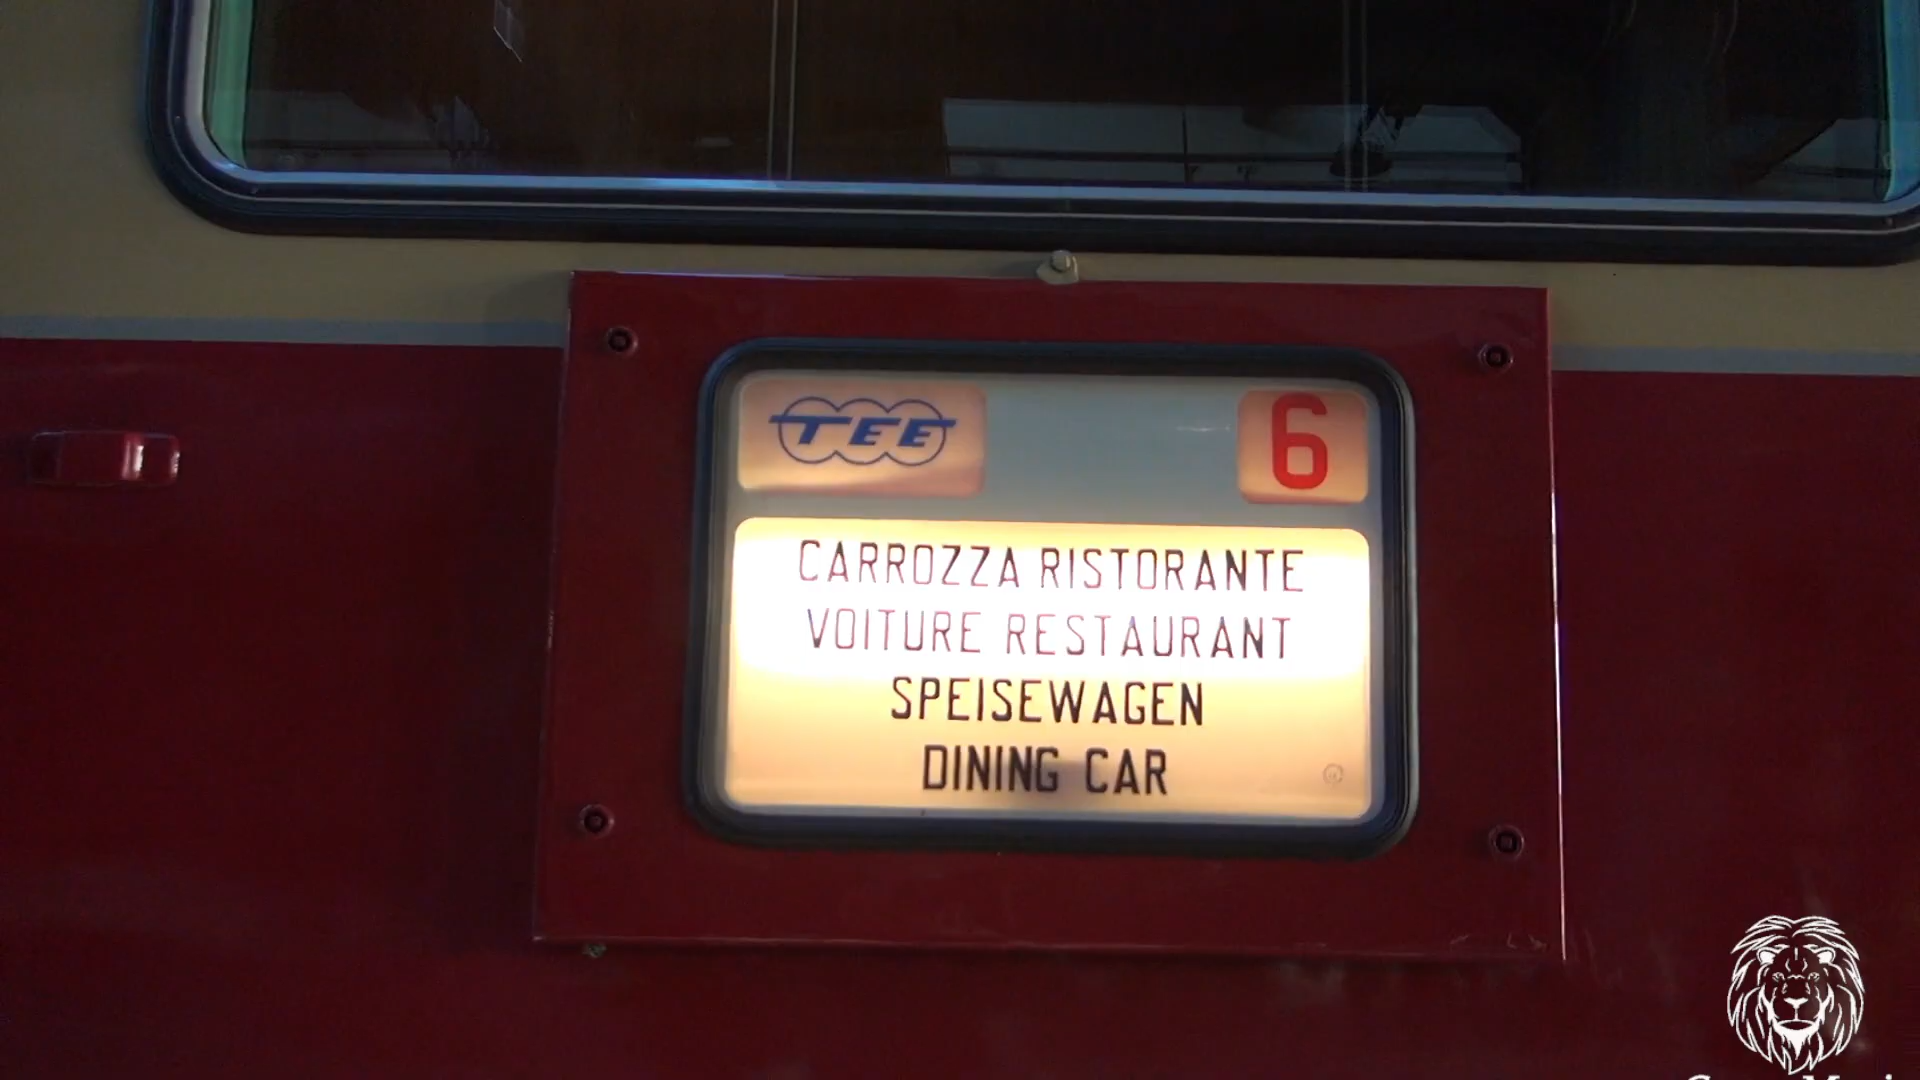 TEE
6
CARROZZA RISTORANTE
VOITURE RESTAURANT
SPEISEWAGEN
DINING CAR